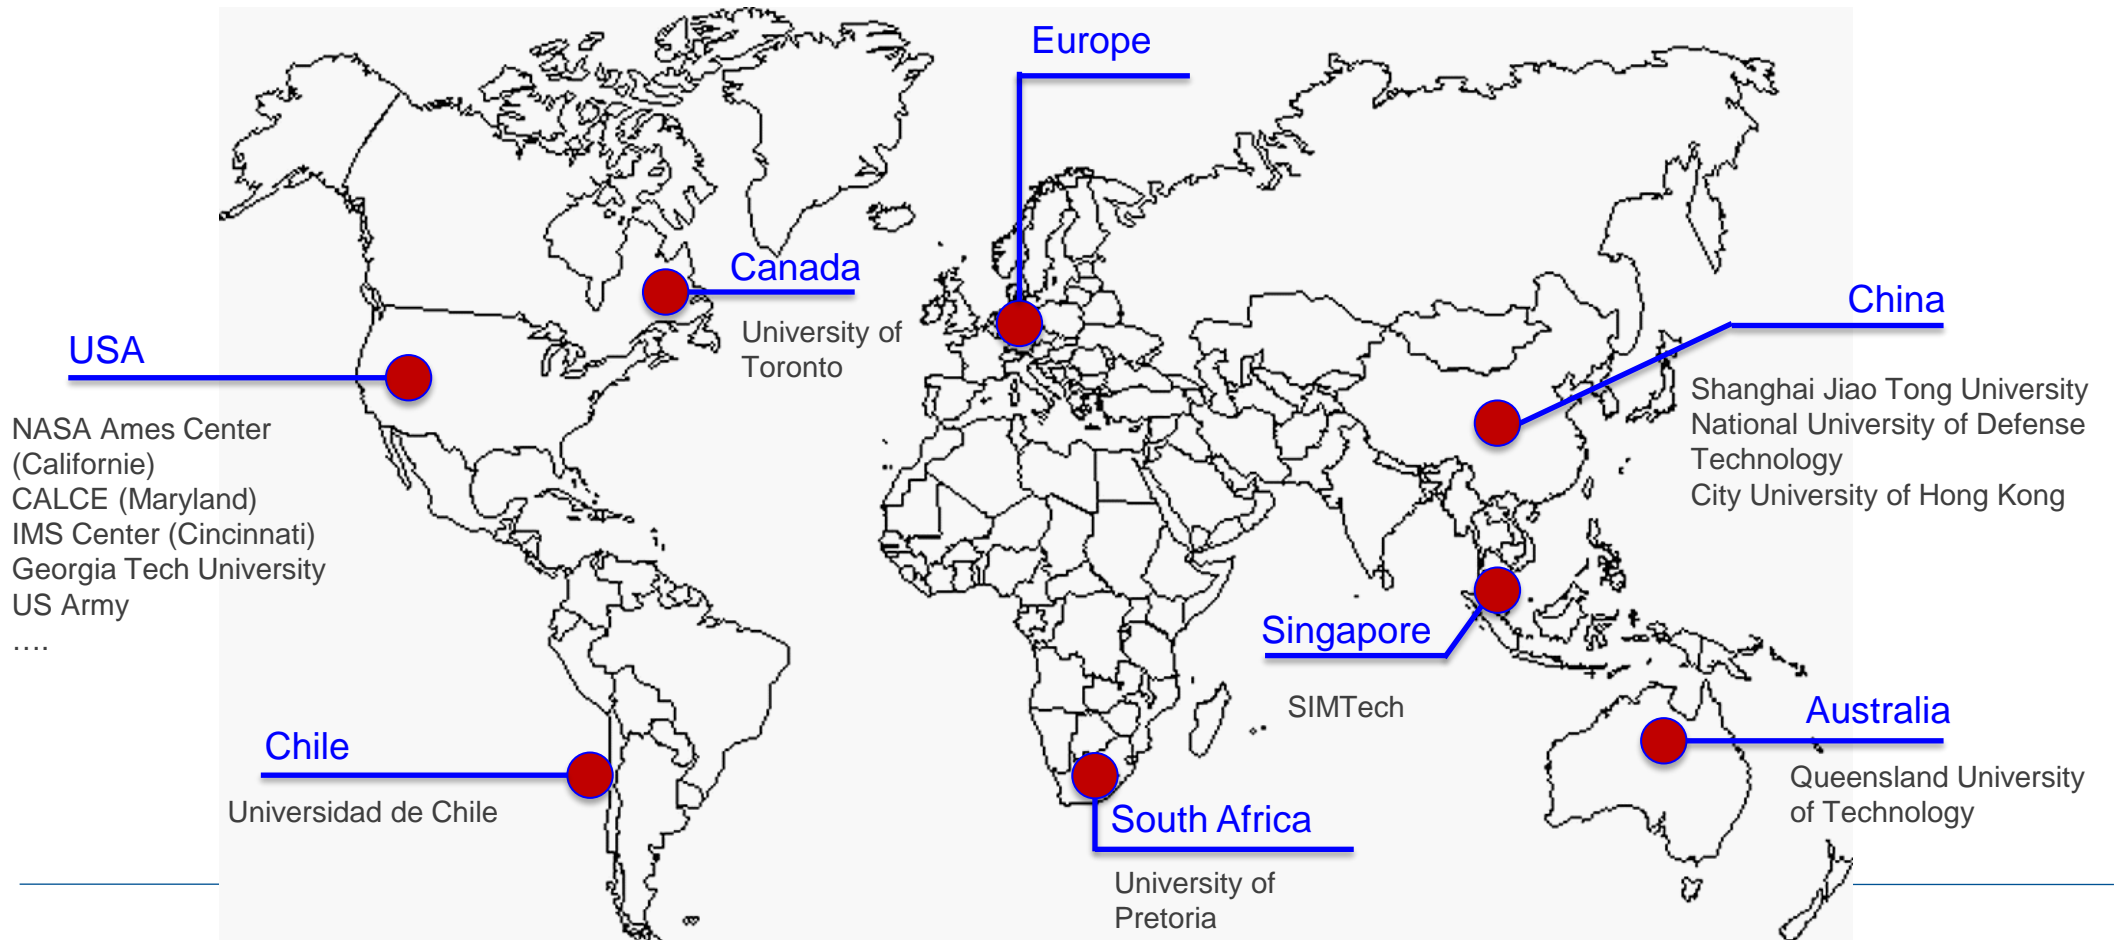 Europe
Canada
University of
Toronto
China
Shanghai Jiao Tong University
National University of Defense
Technology
City University of Hong Kong
USA
NASA Ames Center
(Californie)
CALCE (Maryland)
IMS Center (Cincinnati)
Georgia Tech University
US Army
....
Singapore
SIMTech
Australia
Queensland University
of Technology
Chile
Universidad de Chile
South Africa
University of
Pretoria